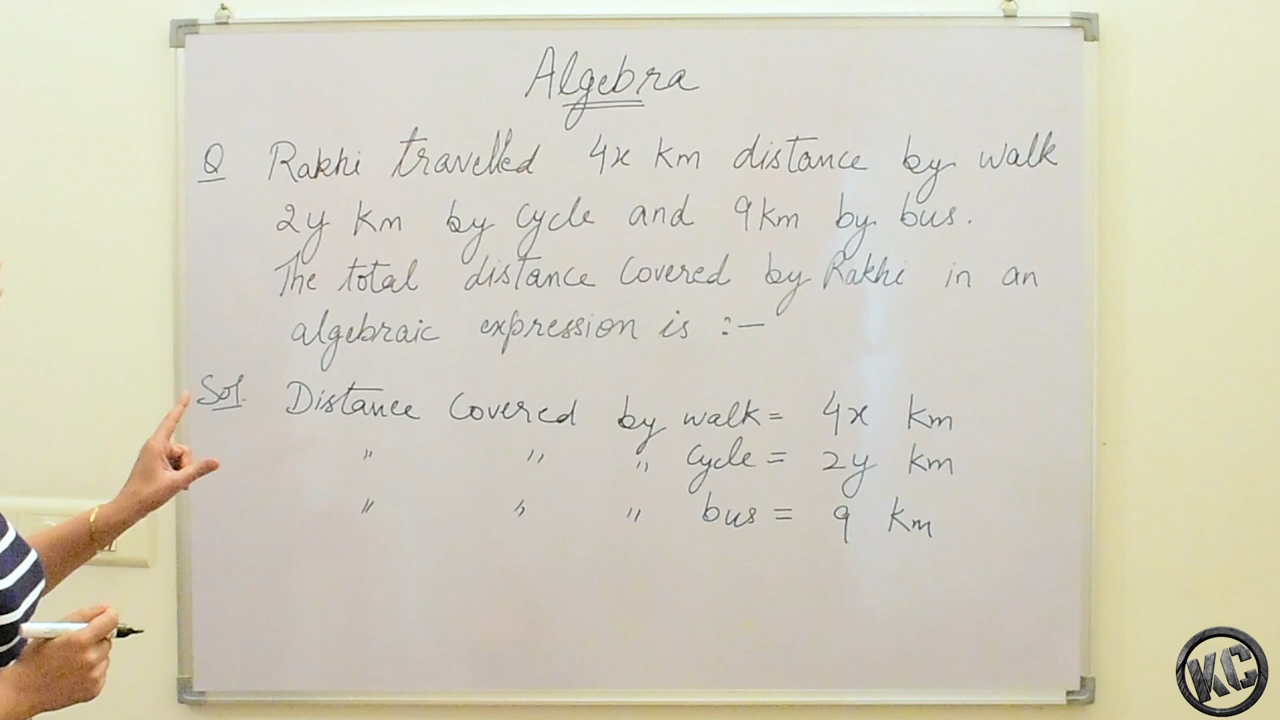 Algebra
Q Rakhi travelled 4x km distance by walk
2y km by cycle and 9km by bus.
The total distance covered by Rakhi in an
algebraic expression is :-
Sol. Distance covered by walk = 4x km
" " " cycle = 2y km
" " " bus = 9 km
KC